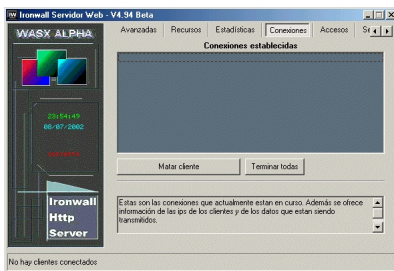 Ironwall Servidor Web - V4.94 Beta
WASX ALPHA
Avanzadas Recursos Estadísticas Conexiones Accesos
Conexiones establecidas
23:54:49
08/07/2002
Matar cliente Terminar todas
Ironwall
Http
Server
Estas son las conexiones que actualmente estan en curso. Además se ofrece
información de las ips de los clientes y de los datos que estan siendo
transmitidos.
No hay clientes conectados